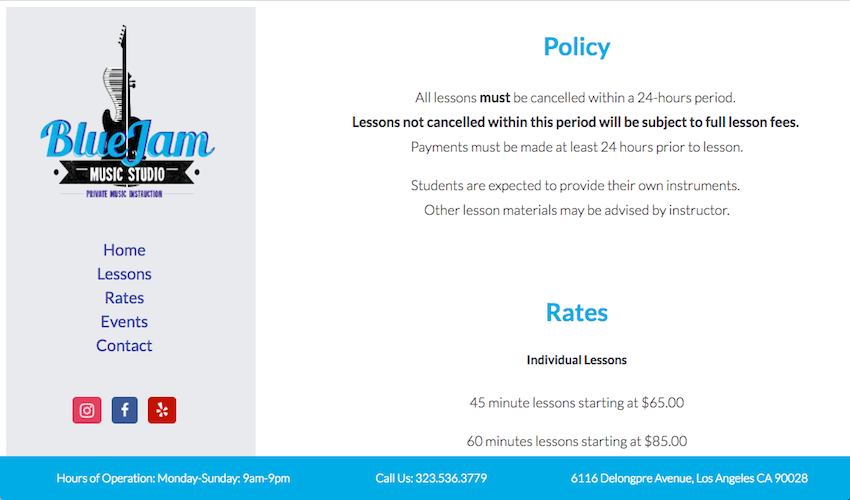 BlueJam
MUSIC STUDIO
PRIVATE MUSIC INSTRUCTION
Home
Lessons
Rates
Events
Contact
Policy
All lessons must be cancelled within a 24-hours period.
Lessons not cancelled within this period will be subject to full lesson fees.
Payments must be made at least 24 hours prior to lesson.
Students are expected to provide their own instruments.
Other lesson materials may be advised by instructor.
Rates
Individual Lessons
45 minute lessons starting at $65.00
60 minutes lessons starting at $85.00
Hours of Operation: Monday-Sunday: 9am-9pm
Call Us: 323.536.3779
6116 Delongpre Avenue, Los Angeles CA 90028